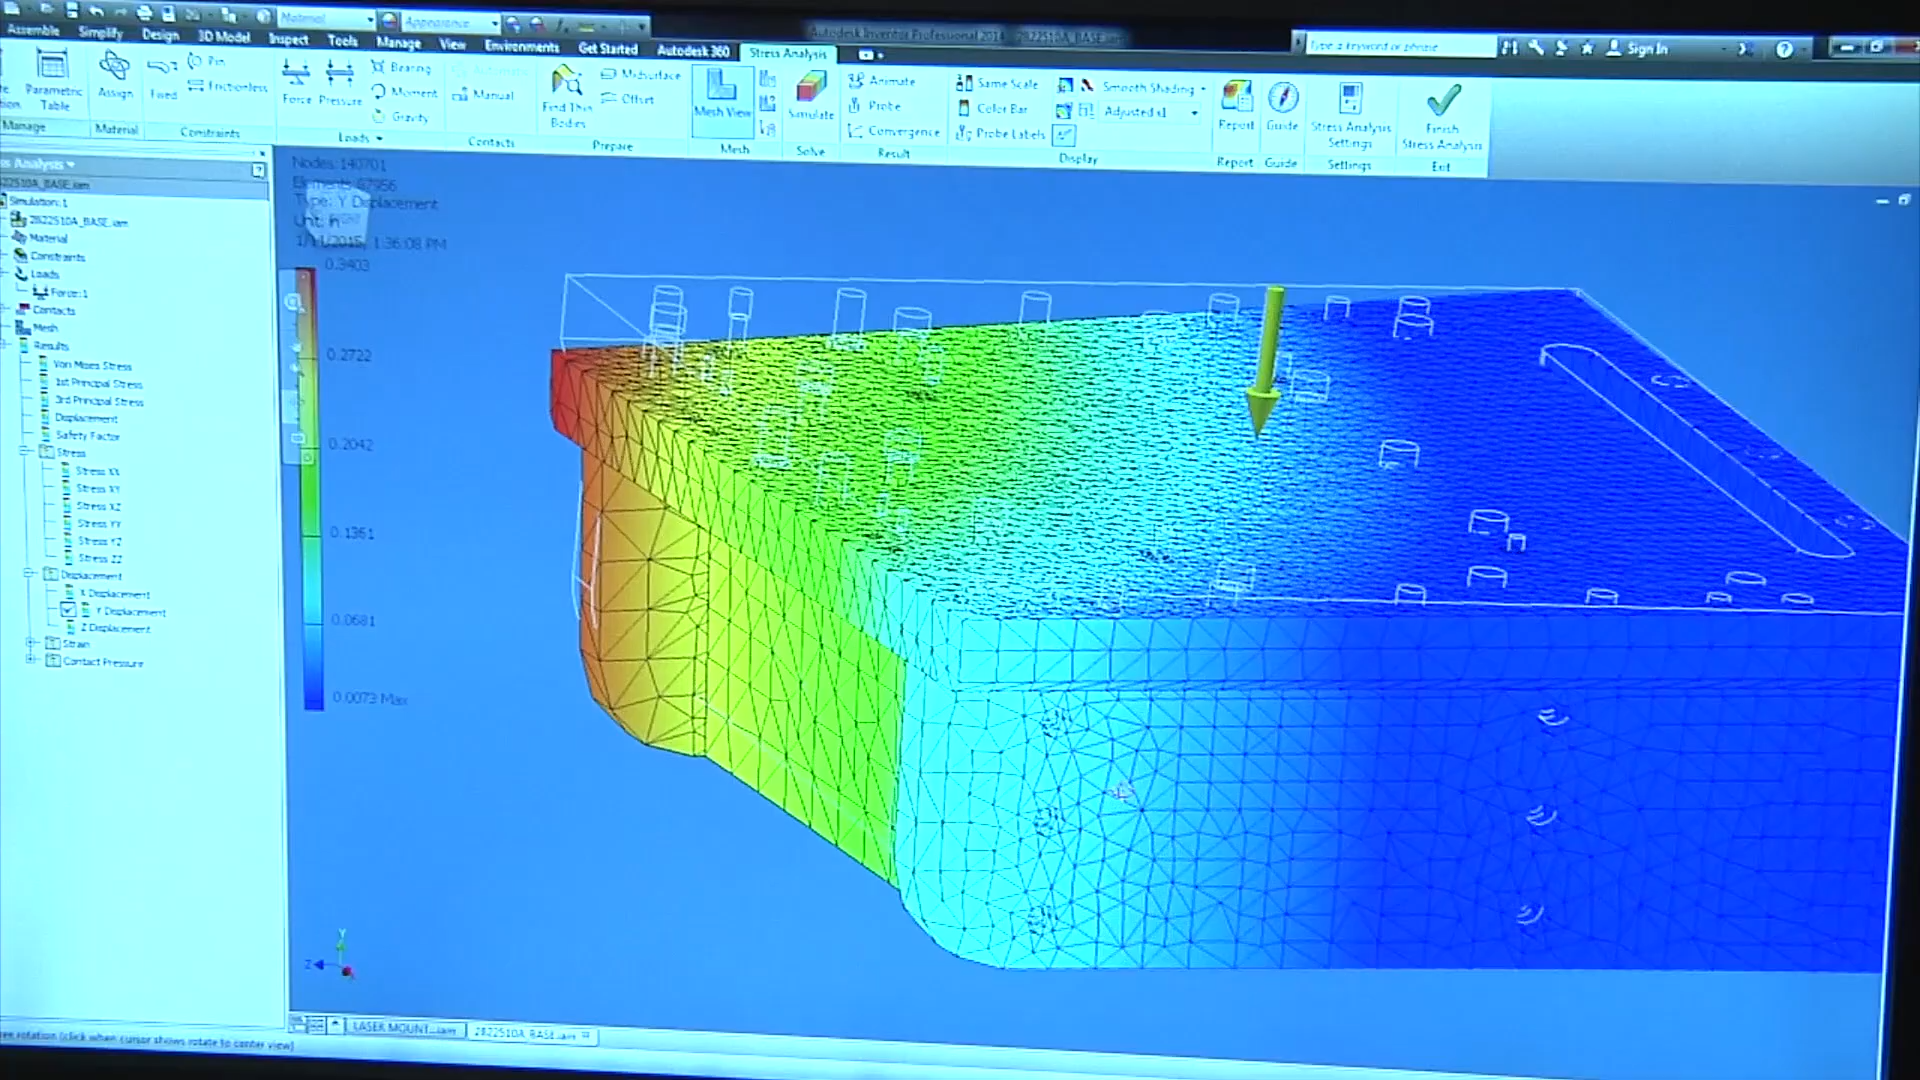 Material
Appearance
Autodesk Inventor Professional 2014 2822510A_BASE.iam
Type a keyword or phrase
Sign In
Assemble Simplify Design 3D Model Inspect Tools Manage View Environments Get Started Autodesk 360 Stress Analysis
Parametric
Table
Assign
Fixed
Pin
Frictionless
Force
Pressure
Bearing
Moment
Gravity
Automatic
Manual
Find Thin
Bodies
Midsurface
Offset
Mesh View
Simulate
Animate
Probe
Convergence
Same Scale
Color Bar
Probe Labels
Smooth Shading
Adjusted x1
Report
Guide
Stress Analysis
Settings
Finish
Stress Analysis
Manage
Material
Constraints
Loads
Contacts
Prepare
Mesh
Solve
Result
Display
Report
Guide
Settings
Exit
ss Analysis
2822510A_BASE.iam
Simulation:1
2822510A_BASE.iam
Material
Constraints
Loads
Force:1
Contacts
Mesh
Results
Von Mises Stress
1st Principal Stress
3rd Principal Stress
Displacement
Safety Factor
Stress
Stress XX
Stress XY
Stress XZ
Stress YY
Stress YZ
Stress ZZ
Displacement
X Displacement
Y Displacement
Z Displacement
Strain
Contact Pressure
Nodes: 140701
Elements: 87956
Type: Y Displacement
Unit: in
1:36:08 PM
0.3403
0.2722
0.2042
0.1361
0.0681
0.0073 Max
Y
Z
LASER MOUNT...iam
2822510A_BASE.iam
ree rotation (click when cursor shows rotate to center view)